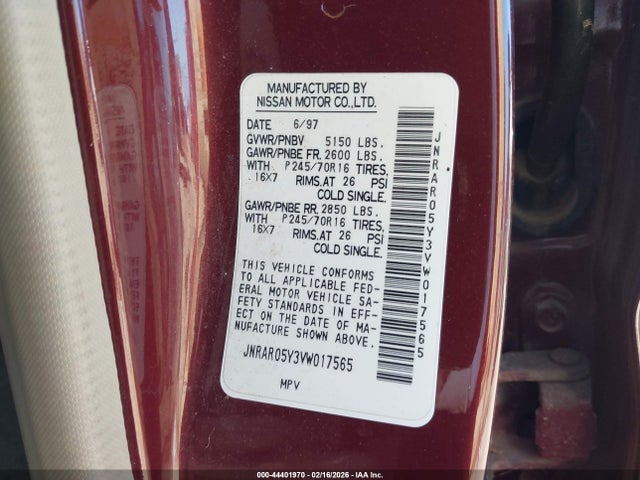 MANUFACTURED BY
NISSAN MOTOR CO., LTD.
DATE 6/97
GVWR/PNBV 5150 LBS.
GAWR/PNBE FR. 2600 LBS.
WITH P245/70R16 TIRES,
16X7 RIMS, AT 26 PSI
COLD SINGLE.
GAWR/PNBE RR. 2850 LBS.
WITH P245/70R16 TIRES,
16X7 RIMS, AT 26 PSI
COLD SINGLE.
THIS VEHICLE CONFORMS
TO ALL APPLICABLE FED-
ERAL MOTOR VEHICLE SA-
FETY STANDARDS IN EFF-
ECT ON THE DATE OF MA-
NUFACTURE SHOWN ABOVE.
JNRAR05Y3VW017565
MPV
JNRAR05Y3VW017565
000-44401970 - 02/16/2026 - IAA Inc.